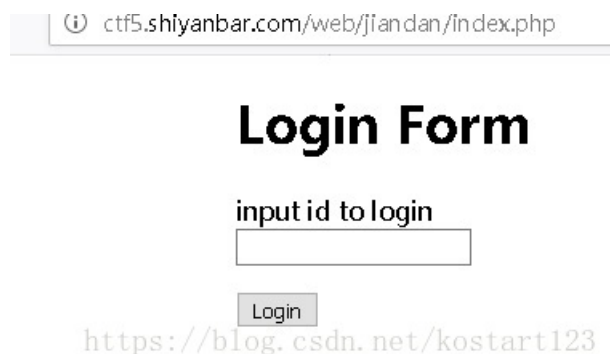 ctf5.shiyanbar.com/web/jiandan/index.php
Login Form
input id to login
Login
https://blog.csdn.net/kostart123